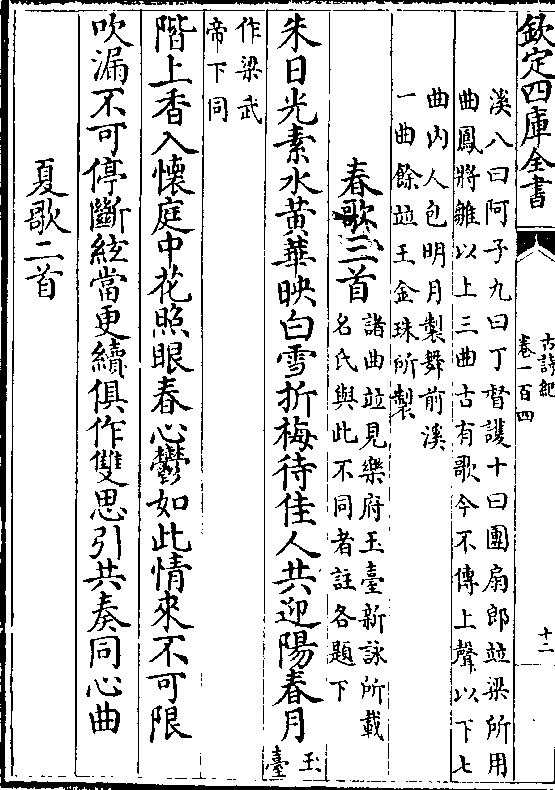 欽定四庫全書
古詩紀
卷一百四
十二
溪八曰阿子九曰丁督護十曰團扇郎竝梁所用
曲鳳將雛以上三曲古有歌今不傳上聲以下七
曲内人包明月製舞前溪
一曲餘竝王金珠所製
春歌三首
諸曲竝見樂府玉臺新詠所載
名氏與此不同者註各題下
朱日光素水黃華映白雪折梅待佳人共迎陽春月
玉臺
作梁武
帝下同
階上香入懷庭中花照眼春心鬱如此情來不可限
吹漏不可停斷絃當更續俱作雙思引共奏同心曲
夏歌二首